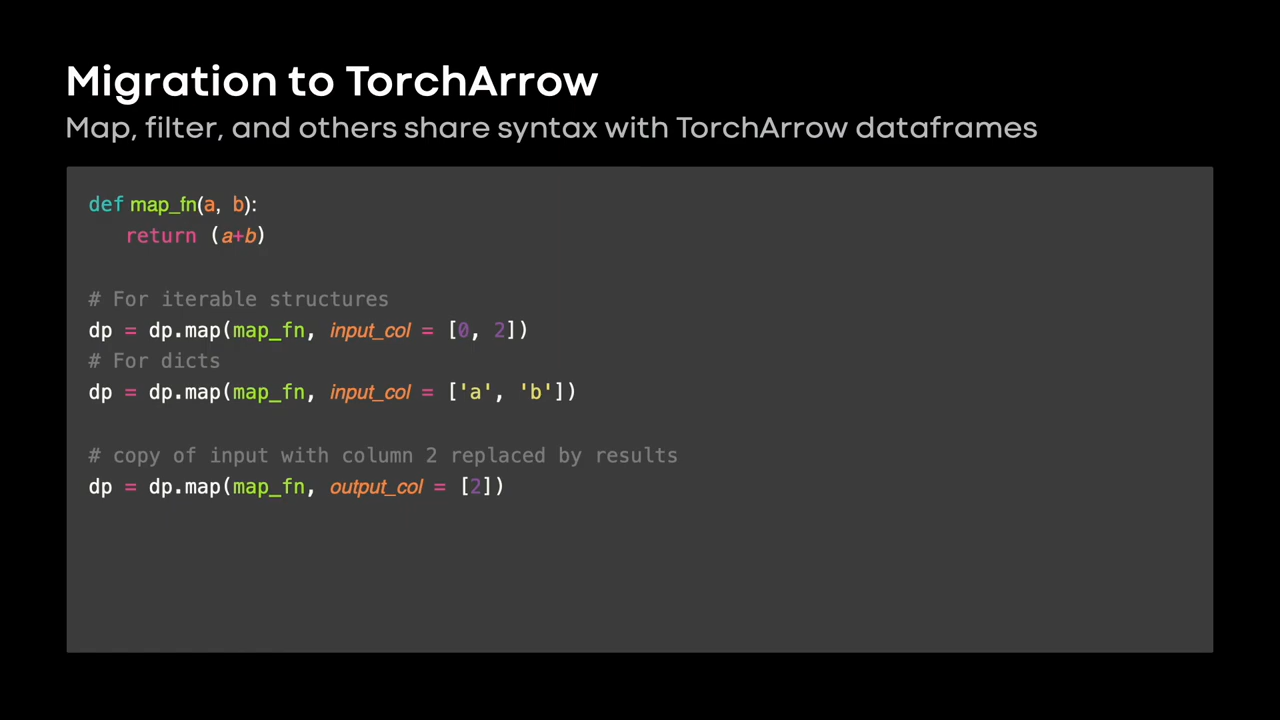 Migration to TorchArrow
Map, filter, and others share syntax with TorchArrow dataframes
def map_fn(a, b):
return (a+b)
# For iterable structures
dp = dp.map(map_fn, input_col = [0, 2])
# For dicts
dp = dp.map(map_fn, input_col = ['a', 'b'])
# copy of input with column 2 replaced by results
dp = dp.map(map_fn, output_col = [2])